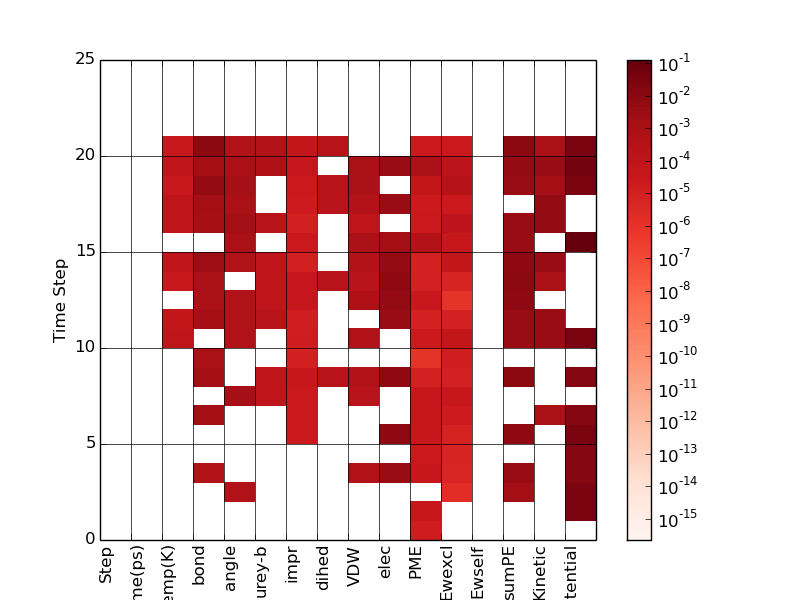 25
20
15
10
5
0
Time Step
Step
me(ps)
emp(K)
bond
angle
urey-b
impr
dihed
VDW
elec
PME
Ewexcl
Ewself
sumPE
Kinetic
tential
10^-1
10^-2
10^-3
10^-4
10^-5
10^-6
10^-7
10^-8
10^-9
10^-10
10^-11
10^-12
10^-13
10^-14
10^-15